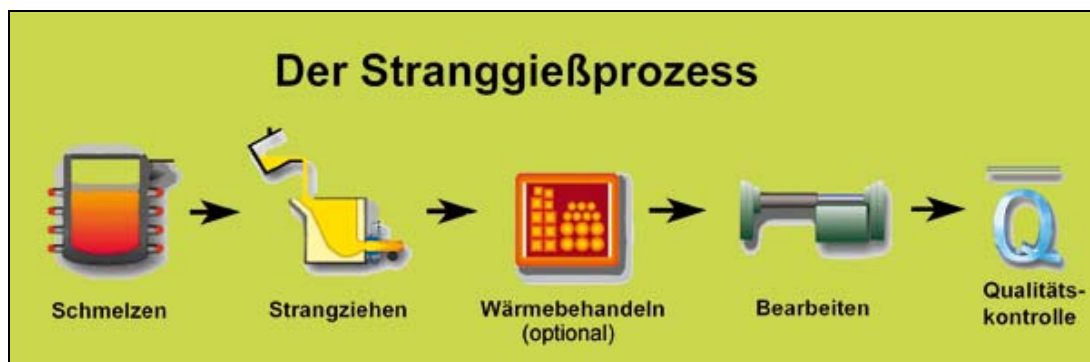 Der Stranggießprozess
Schmelzen
Strangziehen
Wärmebehandeln
(optional)
Bearbeiten
Q
Qualitäts-
kontrolle